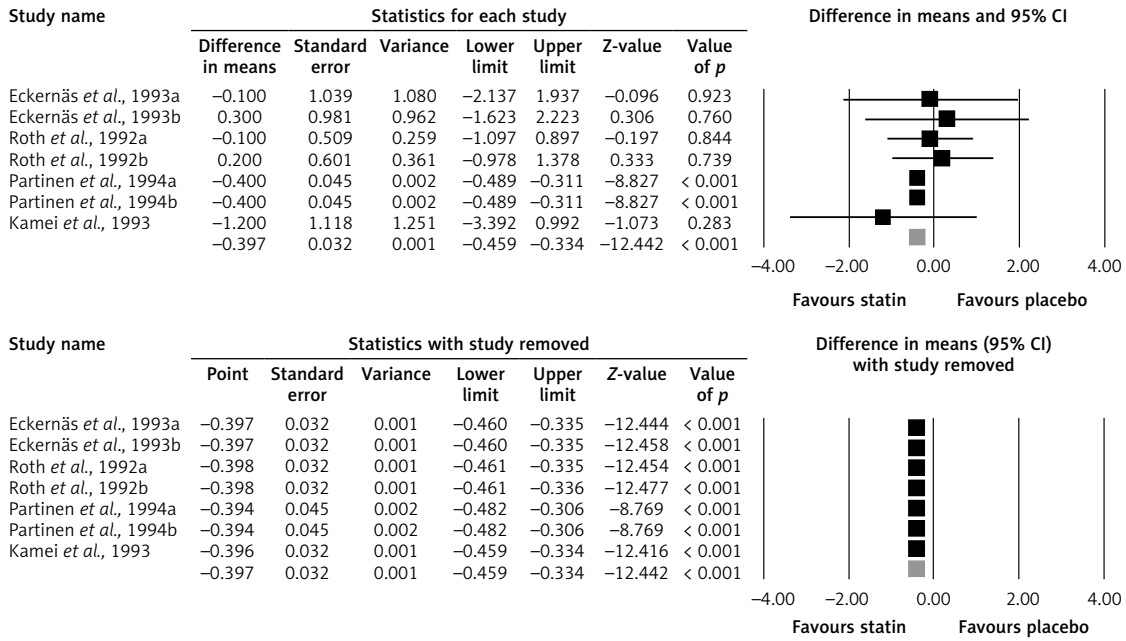 Study name Statistics for each study Difference in means and 95% CI
Difference in means Standard error Variance Lower limit Upper limit Z-value Value of p
Eckernäs et al., 1993a –0.100 1.039 1.080 –2.137 1.937 –0.096 0.923
Eckernäs et al., 1993b 0.300 0.981 0.962 –1.623 2.223 0.306 0.760
Roth et al., 1992a –0.100 0.509 0.259 –1.097 0.897 –0.197 0.844
Roth et al., 1992b 0.200 0.601 0.361 –0.978 1.378 0.333 0.739
Partinen et al., 1994a –0.400 0.045 0.002 –0.489 –0.311 –8.827 < 0.001
Partinen et al., 1994b –0.400 0.045 0.002 –0.489 –0.311 –8.827 < 0.001
Kamei et al., 1993 –1.200 1.118 1.251 –3.392 0.992 –1.073 0.283
–0.397 0.032 0.001 –0.459 –0.334 –12.442 < 0.001
–4.00 –2.00 0.00 2.00 4.00
Favours statin Favours placebo
Study name Statistics with study removed Difference in means (95% CI) with study removed
Point Standard error Variance Lower limit Upper limit Z-value Value of p
Eckernäs et al., 1993a –0.397 0.032 0.001 –0.460 –0.335 –12.444 < 0.001
Eckernäs et al., 1993b –0.397 0.032 0.001 –0.460 –0.335 –12.458 < 0.001
Roth et al., 1992a –0.398 0.032 0.001 –0.461 –0.335 –12.454 < 0.001
Roth et al., 1992b –0.398 0.032 0.001 –0.461 –0.336 –12.477 < 0.001
Partinen et al., 1994a –0.394 0.045 0.002 –0.482 –0.306 –8.769 < 0.001
Partinen et al., 1994b –0.394 0.045 0.002 –0.482 –0.306 –8.769 < 0.001
Kamei et al., 1993 –0.396 0.032 0.001 –0.459 –0.334 –12.416 < 0.001
–0.397 0.032 0.001 –0.459 –0.334 –12.442 < 0.001
–4.00 –2.00 0.00 2.00 4.00
Favours statin Favours placebo